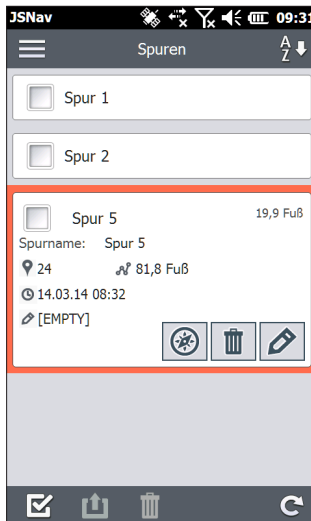 JSNav 09:31
Spuren
A
Z
Spur 1
Spur 2
Spur 5 19,9 Fuß
Spurname: Spur 5
24 81,8 Fuß
14.03.14 08:32
[EMPTY]